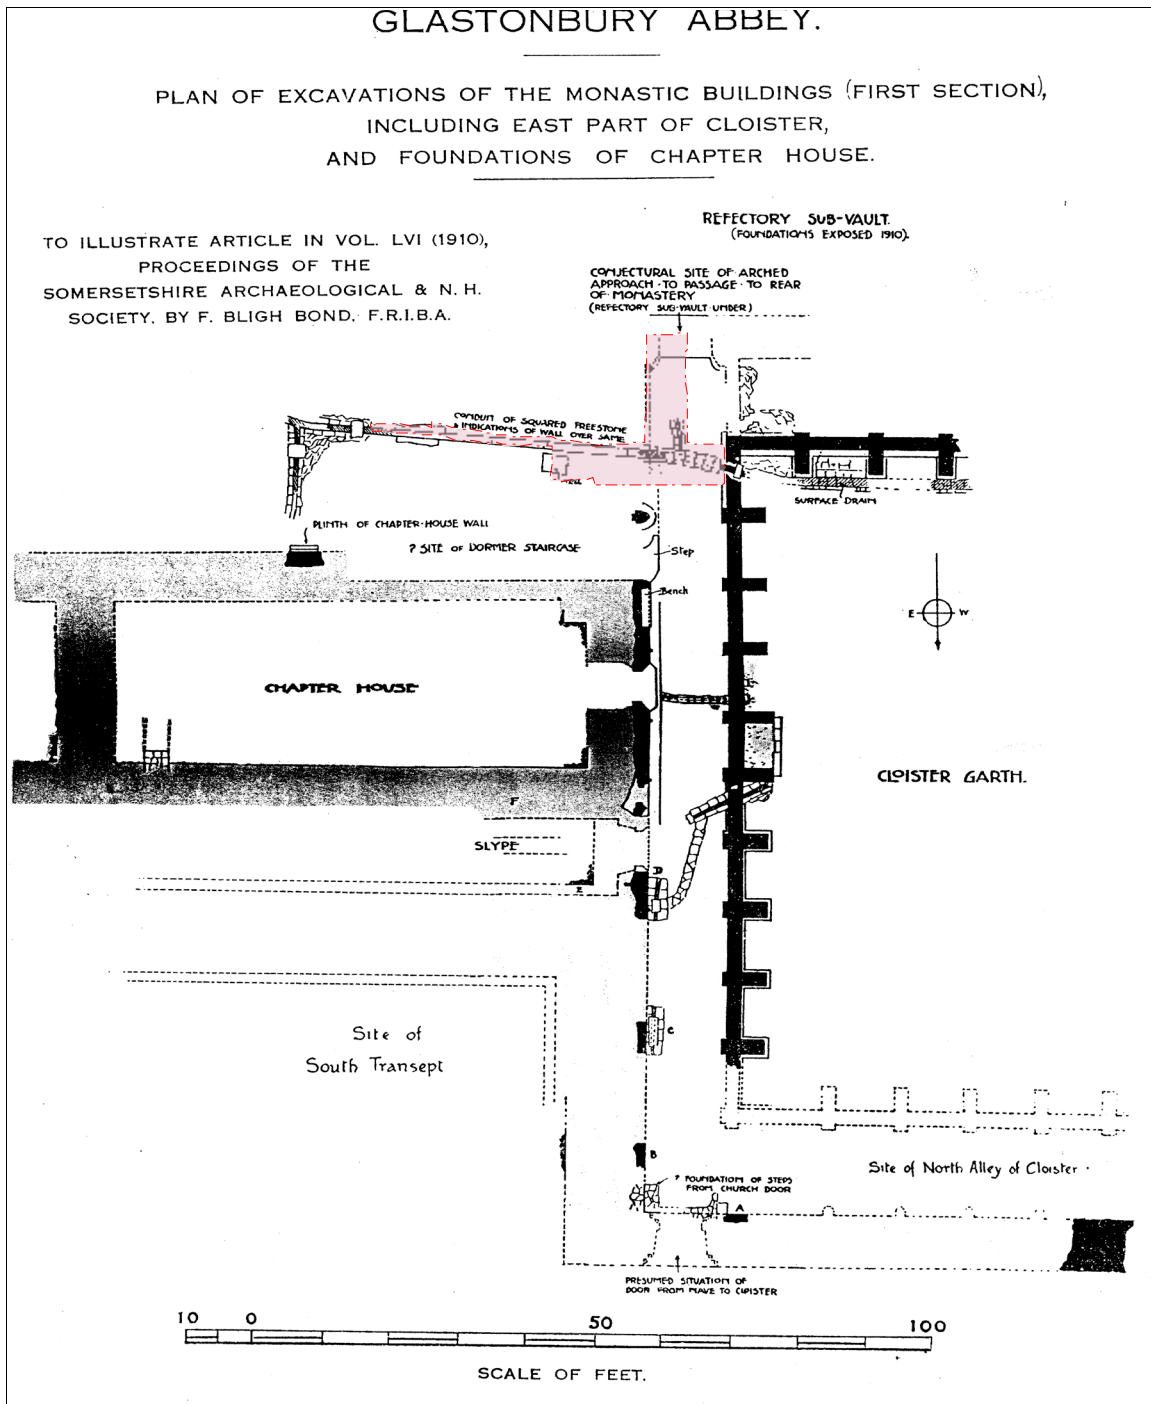 GLASTONBURY ABBEY.
PLAN OF EXCAVATIONS OF THE MONASTIC BUILDINGS (FIRST SECTION),
INCLUDING EAST PART OF CLOISTER,
AND FOUNDATIONS OF CHAPTER HOUSE.
TO ILLUSTRATE ARTICLE IN VOL. LVI (1910),
PROCEEDINGS OF THE
SOMERSETSHIRE ARCHAEOLOGICAL & N. H.
SOCIETY. BY F. BLIGH BOND, F.R.I.B.A.
REFECTORY SUB-VAULT.
(FOUNDATIONS EXPOSED 1910).
CONJECTURAL SITE OF ARCHED
APPROACH TO PASSAGE TO REAR
OF MONASTERY
(REFECTORY SUB-VAULT UNDER)
CONDUIT OF SQUARED FREESTONE
& INDICATIONS OF WALL OVER SAME
SURFACE DRAIN
PLINTH OF CHAPTER-HOUSE WALL
? SITE OF DORMER STAIRCASE
Step
Bench
E W
CHAPTER HOUSE
CLOISTER GARTH.
F
SLYPE
D
E
C
Site of
South Transept
B
Site of North Alley of Cloister
? FOUNDATION OF STEPS
FROM CHURCH DOOR
A
PRESUMED SITUATION OF
DOOR FROM NAVE TO CLOISTER
10 0 50 100
SCALE OF FEET.